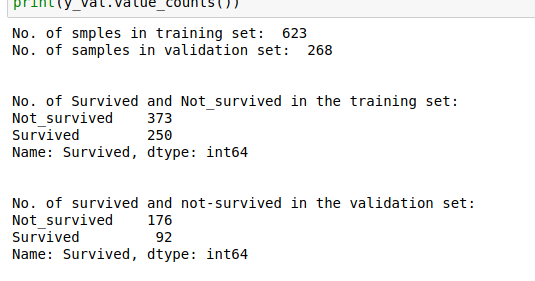 print(y_val.value_counts())
No. of smples in training set:  623
No. of samples in validation set:  268
No. of Survived and Not_survived in the training set:
Not_survived    373
Survived        250
Name: Survived, dtype: int64
No. of survived and not-survived in the validation set:
Not_survived    176
Survived         92
Name: Survived, dtype: int64